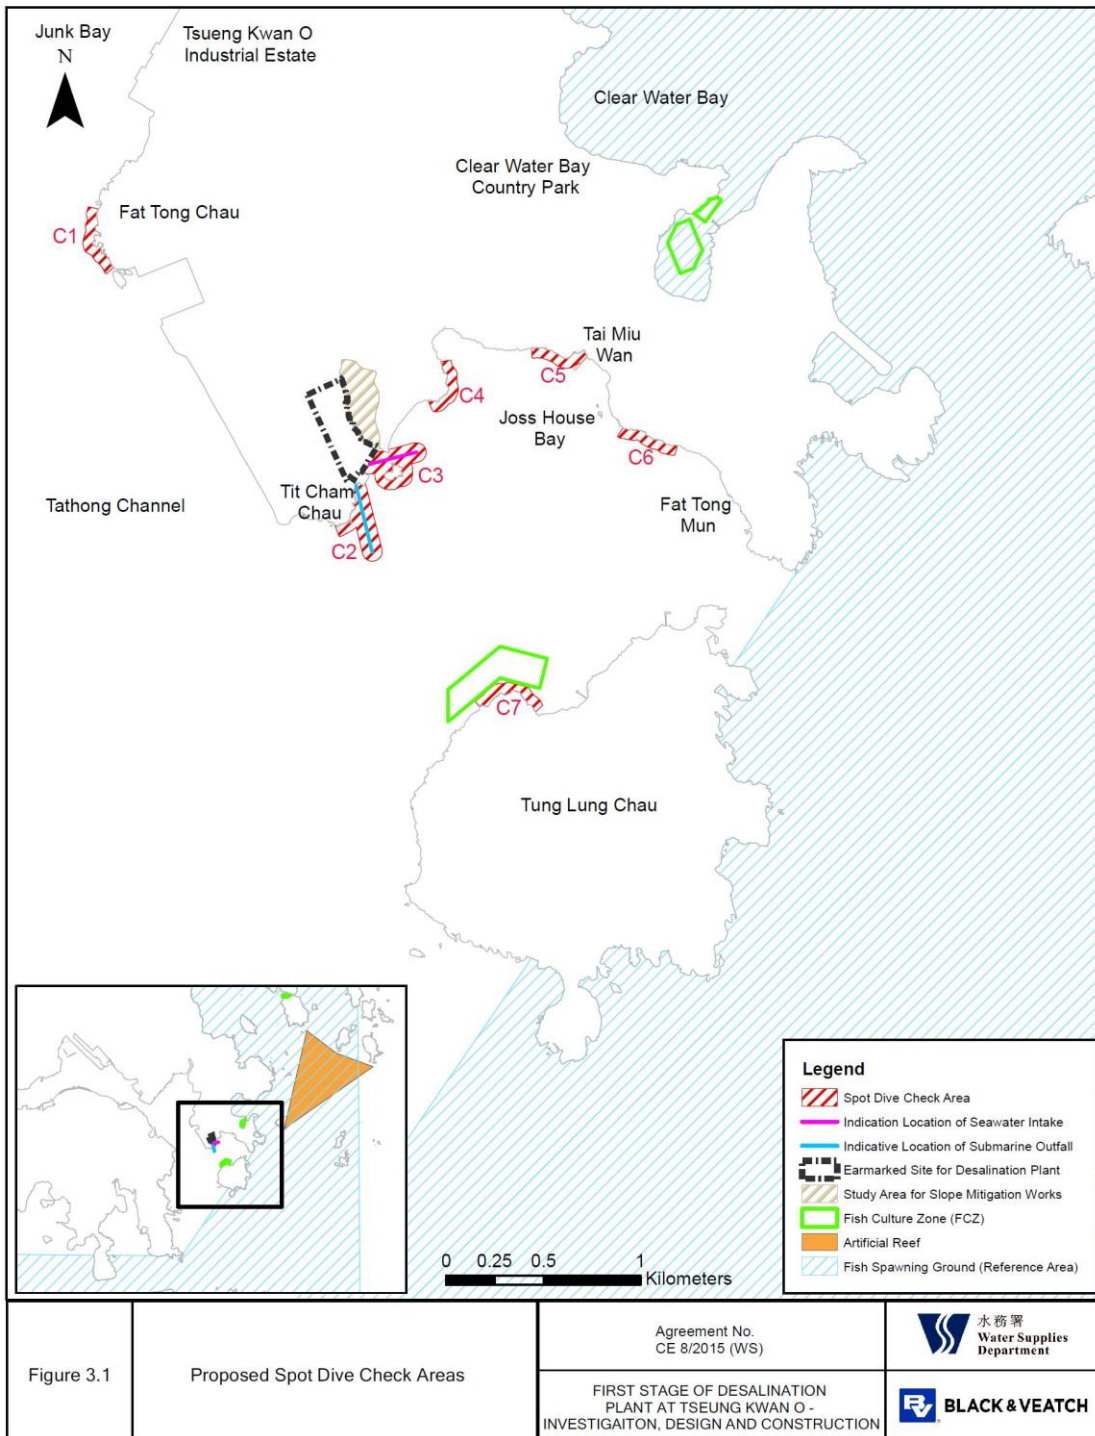 Junk Bay
N
Tsueng Kwan O
Industrial Estate
Clear Water Bay
Clear Water Bay
Country Park
Fat Tong Chau
C1
Tai Miu
Wan
C5
C4
Joss House
Bay
C6
C3
Tit Cham
Chau
Tathong Channel
Fat Tong
Mun
C2
C7
Tung Lung Chau
Legend
Spot Dive Check Area
Indication Location of Seawater Intake
Indicative Location of Submarine Outfall
Earmarked Site for Desalination Plant
Study Area for Slope Mitigation Works
Fish Culture Zone (FCZ)
Artificial Reef
Fish Spawning Ground (Reference Area)
0 0.25 0.5 1
Kilometers
Figure 3.1
Proposed Spot Dive Check Areas
Agreement No.
CE 8/2015 (WS)
FIRST STAGE OF DESALINATION
PLANT AT TSEUNG KWAN O -
INVESTIGAITON, DESIGN AND CONSTRUCTION
水務署
Water Supplies
Department
BV BLACK & VEATCH